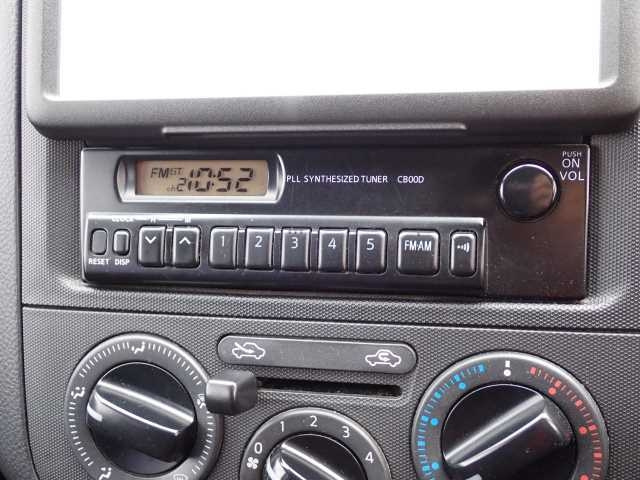 PUSH
ON
VOL
FM ST
ch 2 10:52
PLL SYNTHESIZED TUNER CB00D
CLOCK H M
RESET DISP
1 2 3 4 5
FM·AM
0 1 2 3 4